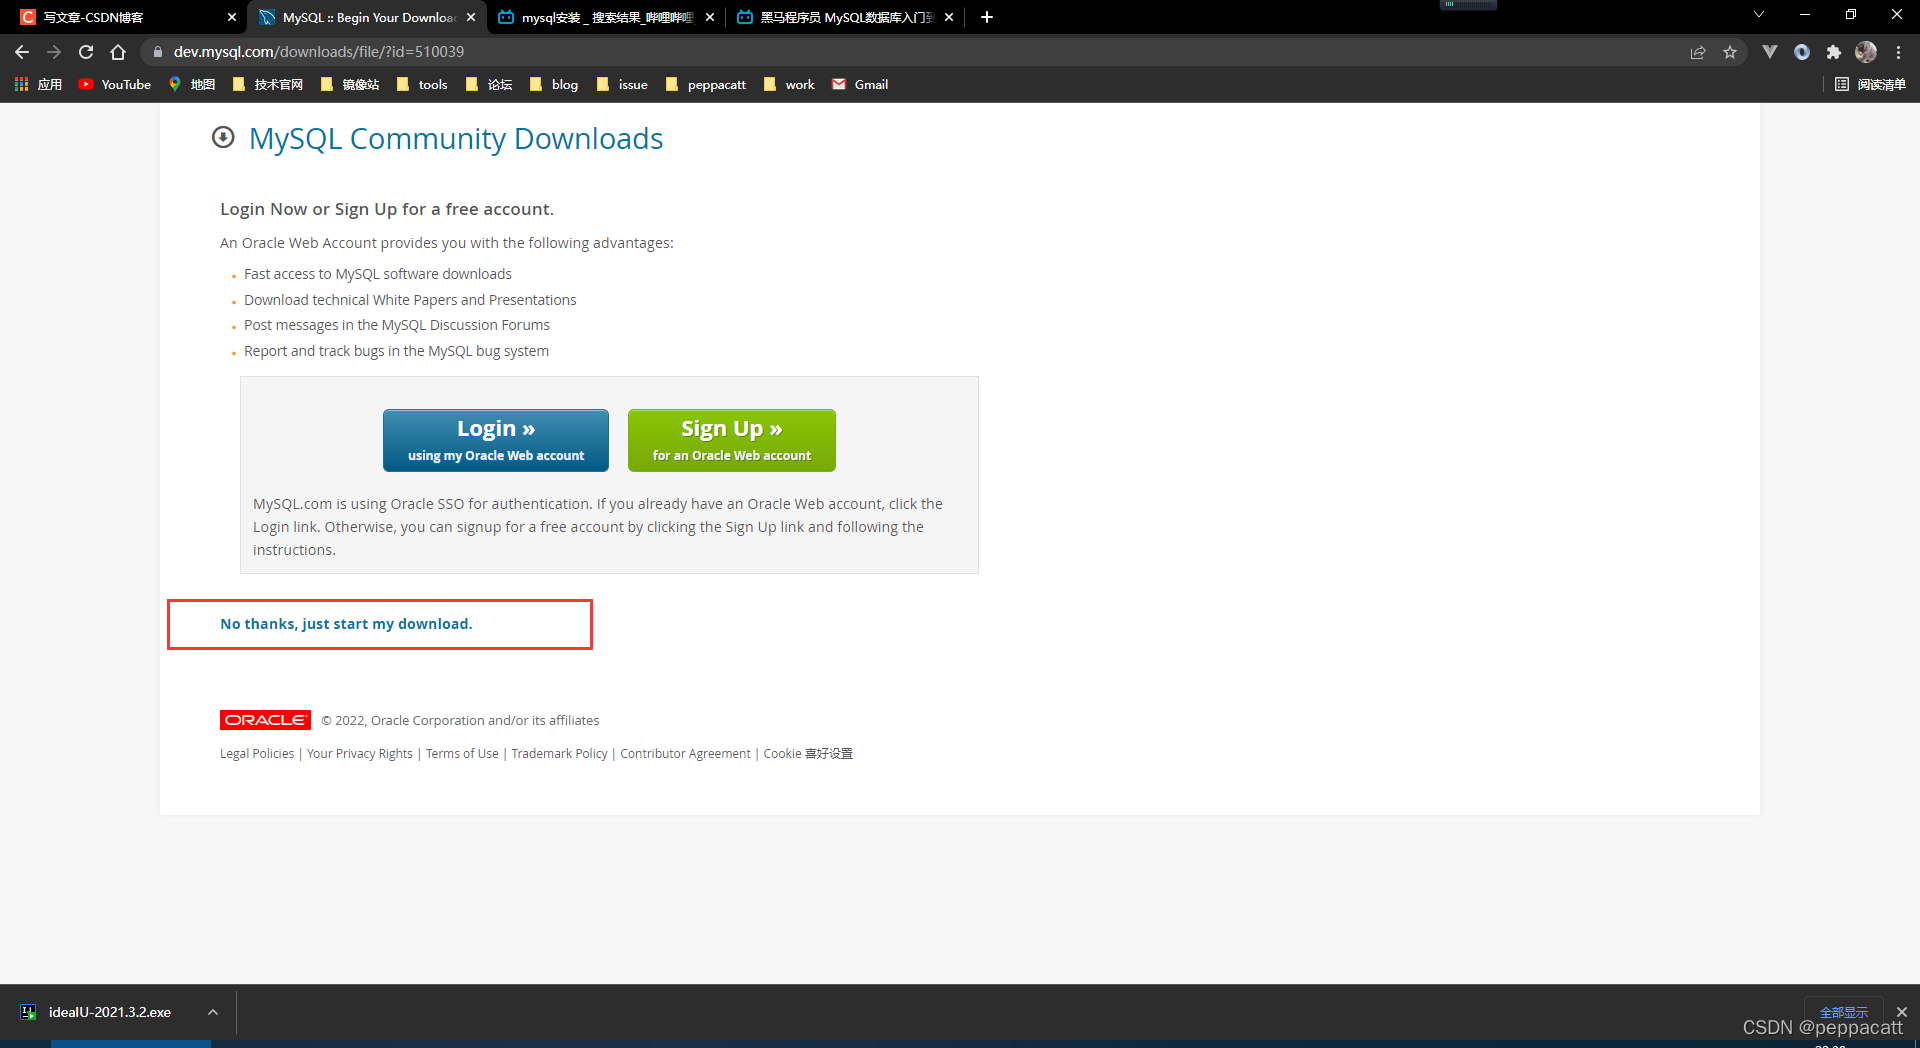 写文章-CSDN博客
MySQL :: Begin Your Downloa
mysql安装 _ 搜索结果_哔哩哔哩
黑马程序员 MySQL数据库入门到
dev.mysql.com/downloads/file/?id=510039
应用
YouTube
地图
技术官网
镜像站
tools
论坛
blog
issue
peppacatt
work
Gmail
阅读清单
MySQL Community Downloads
Login Now or Sign Up for a free account.
An Oracle Web Account provides you with the following advantages:
Fast access to MySQL software downloads
Download technical White Papers and Presentations
Post messages in the MySQL Discussion Forums
Report and track bugs in the MySQL bug system
Login »
using my Oracle Web account
Sign Up »
for an Oracle Web account
MySQL.com is using Oracle SSO for authentication. If you already have an Oracle Web account, click the
Login link. Otherwise, you can signup for a free account by clicking the Sign Up link and following the
instructions.
No thanks, just start my download.
ORACLE © 2022, Oracle Corporation and/or its affiliates
Legal Policies | Your Privacy Rights | Terms of Use | Trademark Policy | Contributor Agreement | Cookie 喜好设置
ideaIU-2021.3.2.exe
全部显示
CSDN @peppacatt